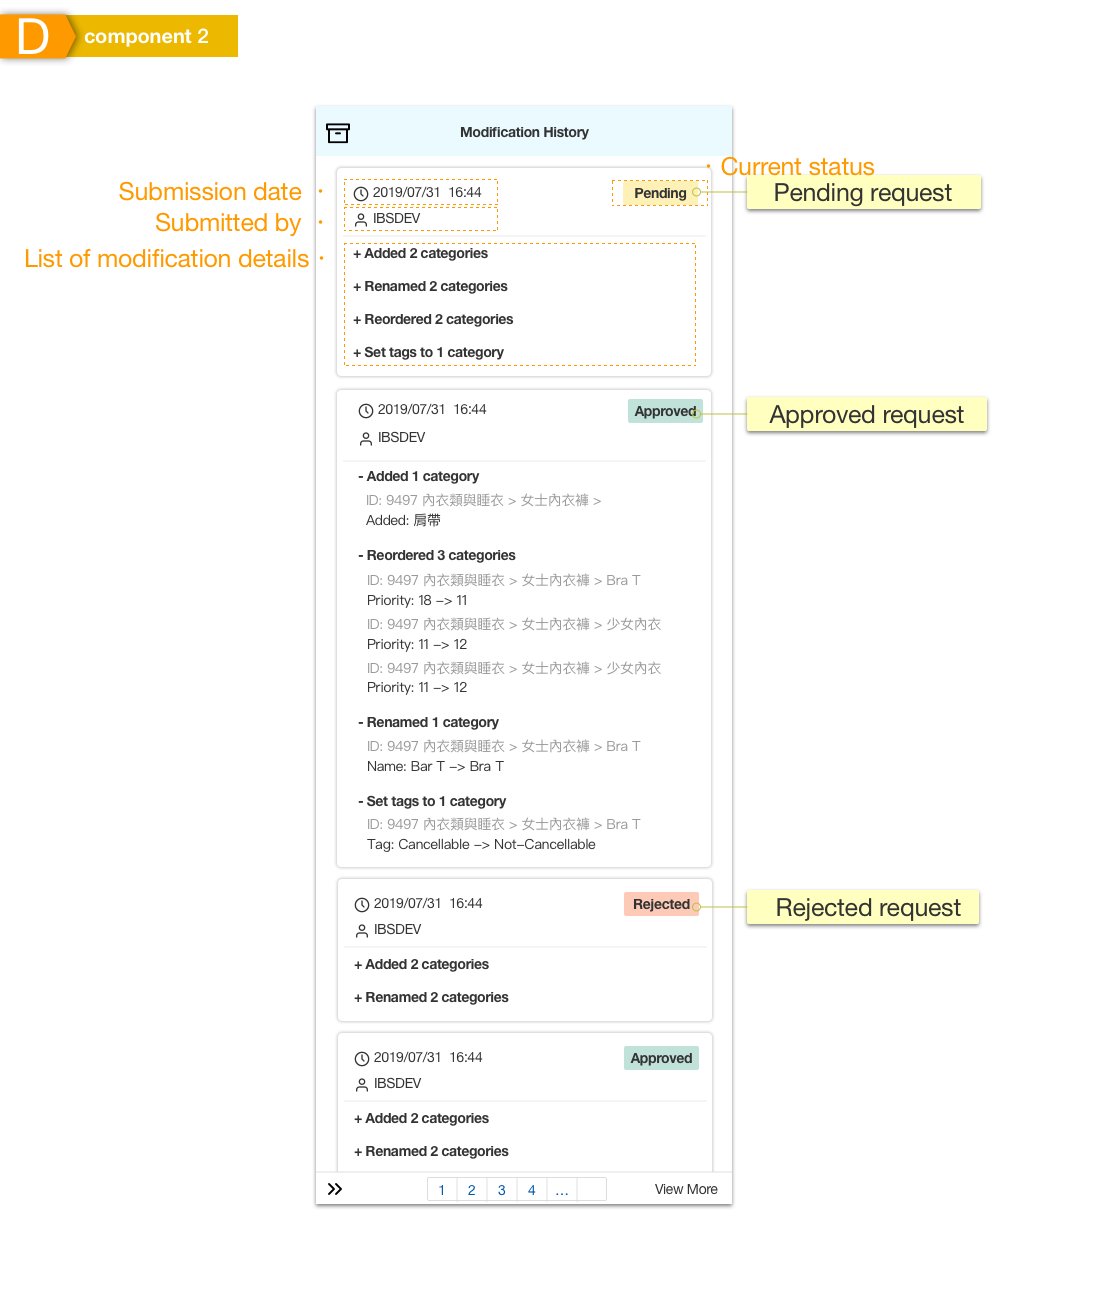 D component 2
Modification History
Current status
Submission date
2019/07/31 16:44
Pending
Pending request
Submitted by
IBSDEV
List of modification details
+ Added 2 categories
+ Renamed 2 categories
+ Reordered 2 categories
+ Set tags to 1 category
2019/07/31 16:44
Approved
Approved request
IBSDEV
- Added 1 category
ID: 9497 內衣類與睡衣 > 女士內衣褲 >
Added: 肩帶
- Reordered 3 categories
ID: 9497 內衣類與睡衣 > 女士內衣褲 > Bra T
Priority: 18 -> 11
ID: 9497 內衣類與睡衣 > 女士內衣褲 > 少女內衣
Priority: 11 -> 12
ID: 9497 內衣類與睡衣 > 女士內衣褲 > 少女內衣
Priority: 11 -> 12
- Renamed 1 category
ID: 9497 內衣類與睡衣 > 女士內衣褲 > Bra T
Name: Bar T -> Bra T
- Set tags to 1 category
ID: 9497 內衣類與睡衣 > 女士內衣褲 > Bra T
Tag: Cancellable -> Not-Cancellable
2019/07/31 16:44
Rejected
Rejected request
IBSDEV
+ Added 2 categories
+ Renamed 2 categories
2019/07/31 16:44
Approved
IBSDEV
+ Added 2 categories
+ Renamed 2 categories
1 2 3 4 ... View More